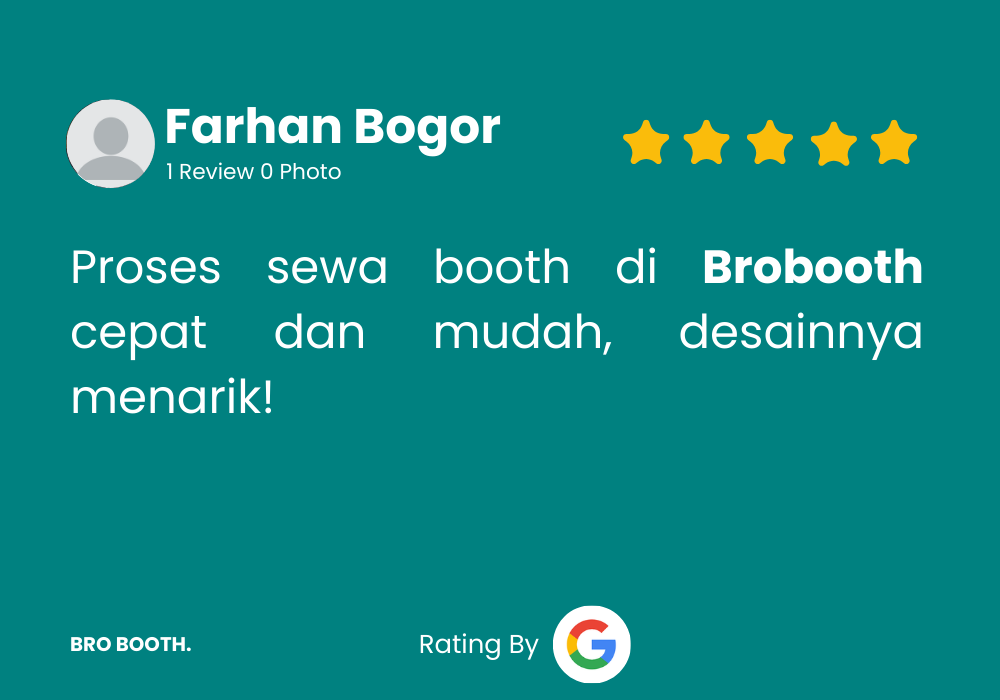 Farhan Bogor
1 Review 0 Photo
Proses sewa booth di Brobooth
cepat dan mudah, desainnya
menarik!
BRO BOOTH.
Rating By